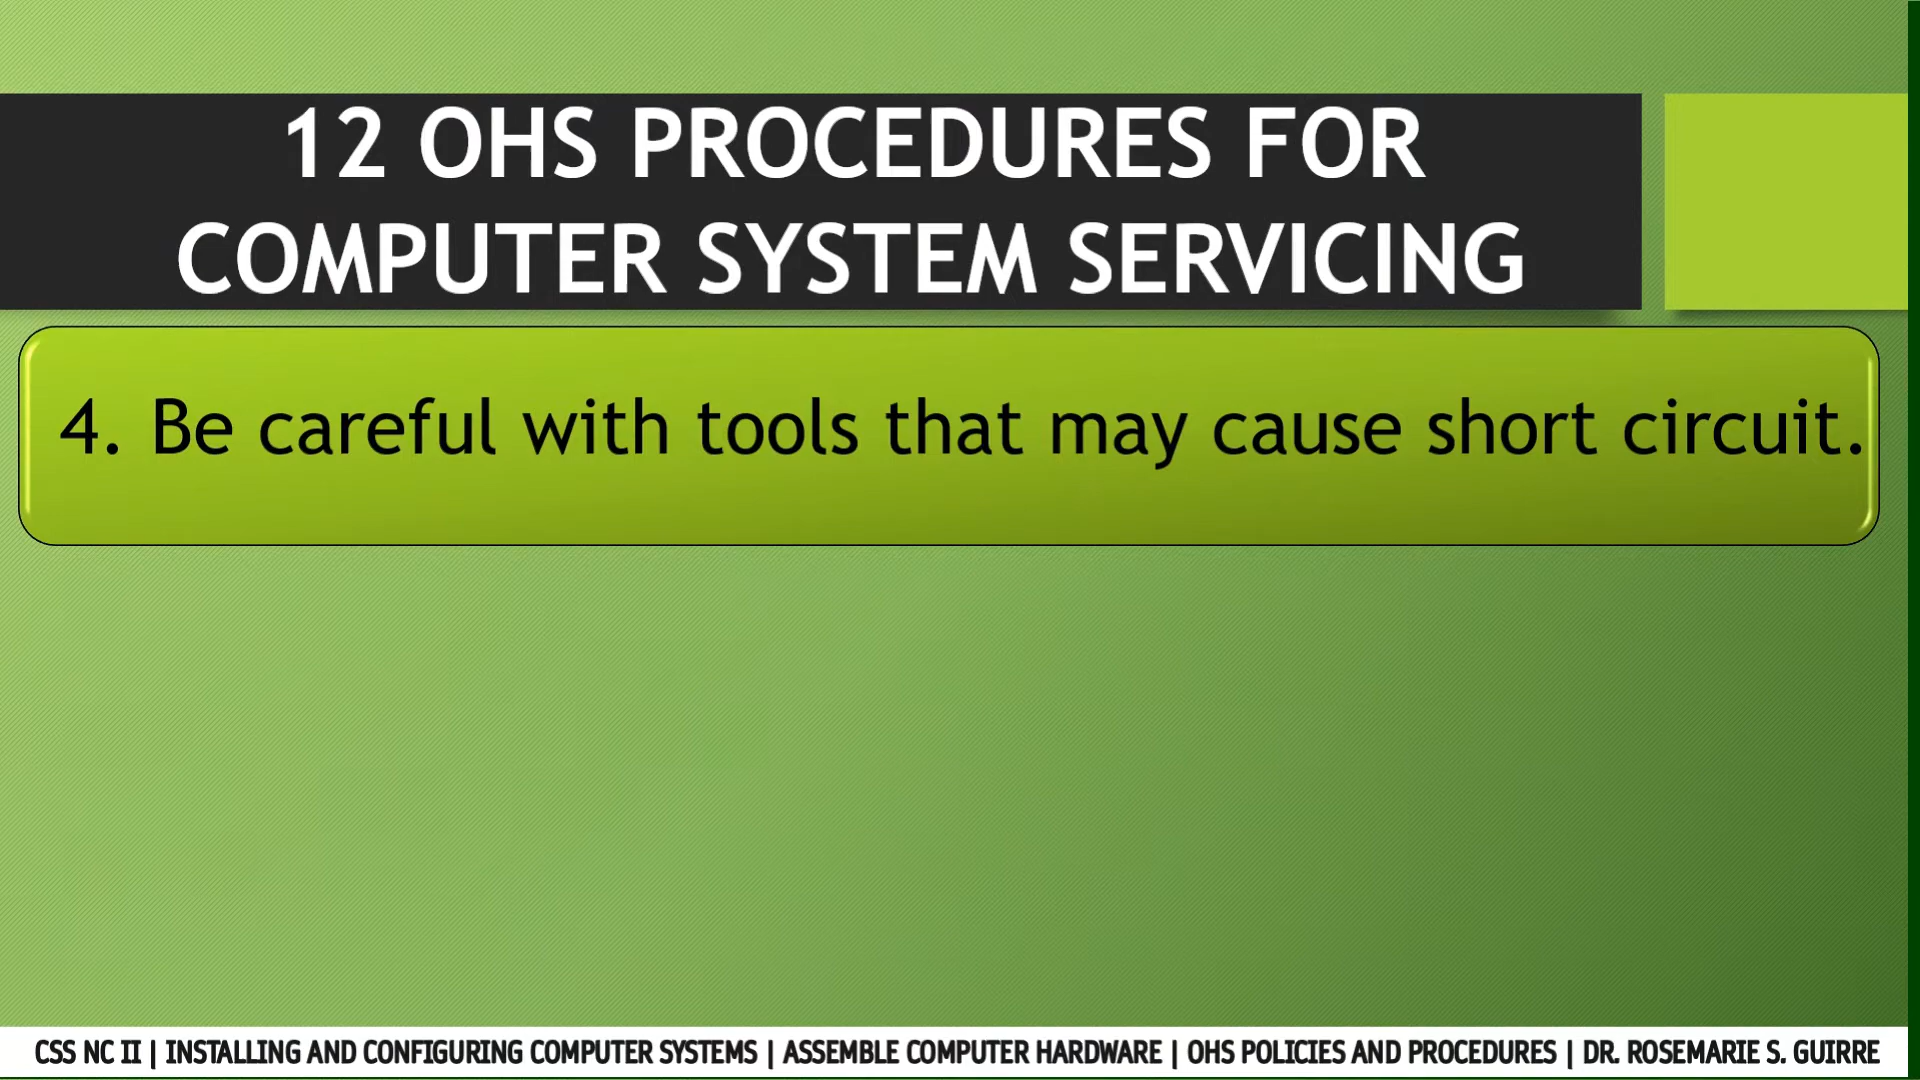 12 OHS PROCEDURES FOR
COMPUTER SYSTEM SERVICING
4. Be careful with tools that may cause short circuit.
CSS NC II | INSTALLING AND CONFIGURING COMPUTER SYSTEMS | ASSEMBLE COMPUTER HARDWARE | OHS POLICIES AND PROCEDURES | DR. ROSEMARIE S. GUIRRE